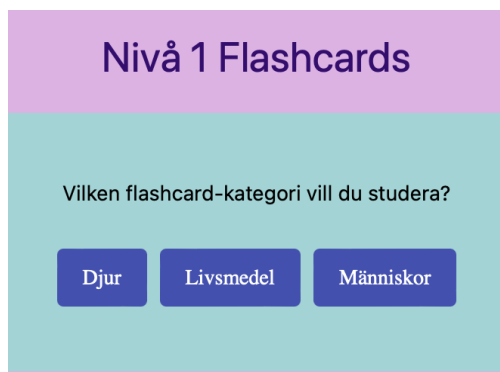 Nivå 1 Flashcards
Vilken flashcard-kategori vill du studera?
Djur Livsmedel Människor